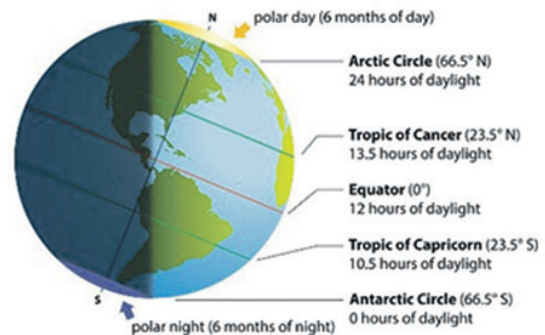 N
polar day (6 months of day)
Arctic Circle (66.5° N)
24 hours of daylight
Tropic of Cancer (23.5° N)
13.5 hours of daylight
Equator (0°)
12 hours of daylight
Tropic of Capricorn (23.5° S)
10.5 hours of daylight
Antarctic Circle (66.5° S)
0 hours of daylight
S
polar night (6 months of night)